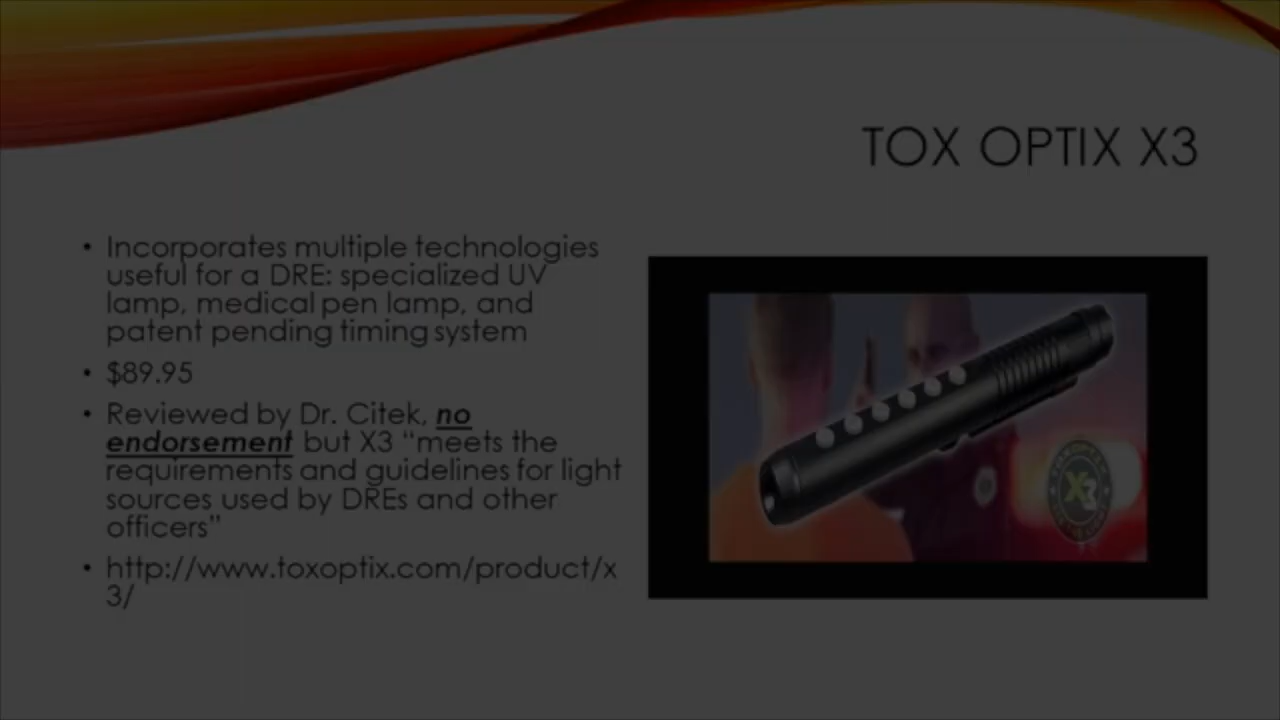 TOX OPTIX X3
• Incorporates multiple technologies
useful for a DRE: specialized UV
lamp, medical pen lamp, and
patent pending timing system
• $89.95
• Reviewed by Dr. Citek, no
endorsement but X3 “meets the
requirements and guidelines for light
sources used by DREs and other
officers”
• http://www.toxoptix.com/product/x
3/
X3